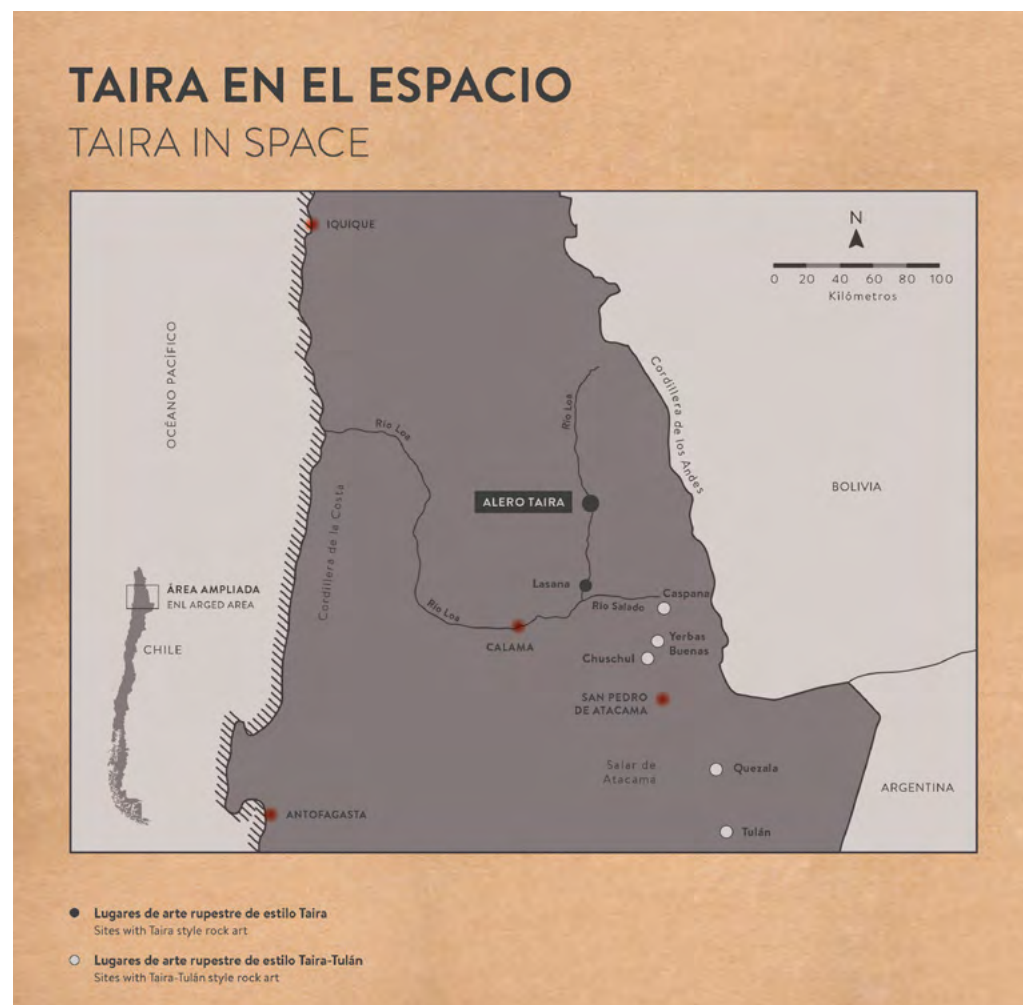 TAIRA EN EL ESPACIO
TAIRA IN SPACE
IQUIQUE
N
0 20 40 60 80 100
Kilómetros
OCÉANO PACÍFICO
Cordillera de los Andes
Río Loa
Río Loa
BOLIVIA
ALERO TAIRA
Cordillera de la Costa
Lasana
Caspana
ÁREA AMPLIADA
ENL ARGED AREA
Río Loa
Río Salado
CHILE
CALAMA
Yerbas
Buenas
Chuschul
SAN PEDRO
DE ATACAMA
Salar de
Atacama
Quezala
ARGENTINA
ANTOFAGASTA
Tulán
Lugares de arte rupestre de estilo Taira
Sites with Taira style rock art
Lugares de arte rupestre de estilo Taira-Tulán
Sites with Taira-Tulán style rock art